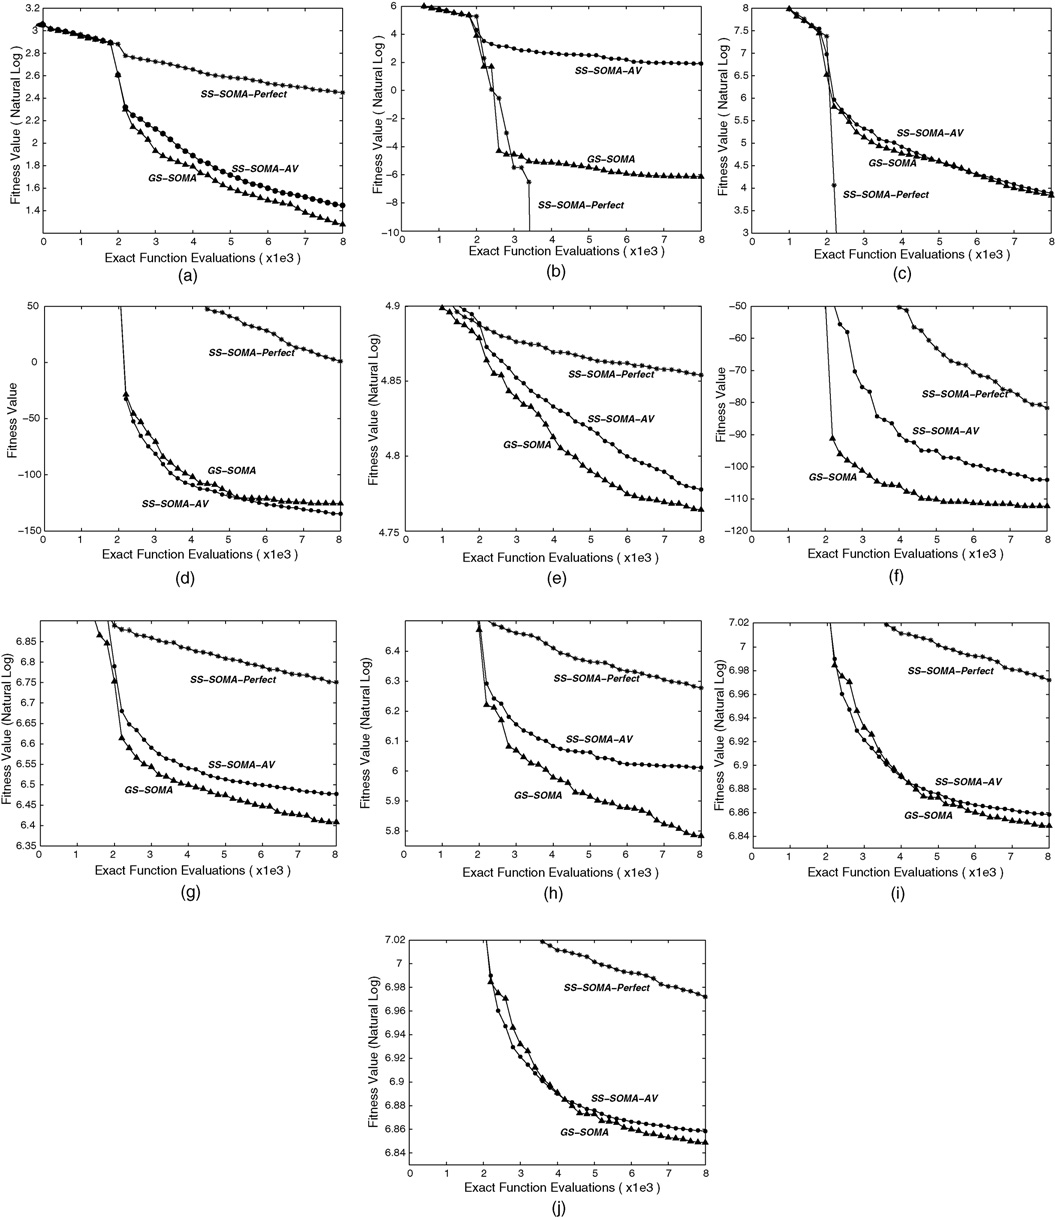 3.2
3
2.8
2.6
2.4
2.2
2
1.8
1.6
1.4
Fitness Value ( Natural Log )
SS-SOMA-Perfect
SS-SOMA-AV
GS-SOMA
0 1 2 3 4 5 6 7 8
Exact Function Evaluations ( x1e3 )
(a)
6
4
2
0
−2
−4
−6
−8
−10
Fitness Value ( Natural Log )
SS-SOMA-AV
GS-SOMA
SS-SOMA-Perfect
0 1 2 3 4 5 6 7 8
Exact Function Evaluations ( x1e3 )
(b)
8
7.5
7
6.5
6
5.5
5
4.5
4
3.5
3
Fitness Value ( Natural Log )
SS-SOMA-AV
GS-SOMA
SS-SOMA-Perfect
0 1 2 3 4 5 6 7 8
Exact Function Evaluations ( x1e3 )
(c)
50
0
−50
−100
−150
Fitness Value
SS-SOMA-Perfect
GS-SOMA
SS-SOMA-AV
0 1 2 3 4 5 6 7 8
Exact Function Evaluations ( x1e3 )
(d)
4.9
4.85
4.8
4.75
Fitness Value (Natural Log)
SS-SOMA-Perfect
SS-SOMA-AV
GS-SOMA
0 1 2 3 4 5 6 7 8
Exact Function Evaluations ( x1e3 )
(e)
−50
−60
−70
−80
−90
−100
−110
−120
Fitness Value
SS-SOMA-Perfect
SS-SOMA-AV
GS-SOMA
0 1 2 3 4 5 6 7 8
Exact Function Evaluations ( x1e3 )
(f)
6.85
6.8
6.75
6.7
6.65
6.6
6.55
6.5
6.45
6.4
6.35
Fitness Value (Natural Log)
SS-SOMA-Perfect
SS-SOMA-AV
GS-SOMA
0 1 2 3 4 5 6 7 8
Exact Function Evaluations ( x1e3 )
(g)
6.4
6.3
6.2
6.1
6
5.9
5.8
Fitness Value (Natural Log)
SS-SOMA-Perfect
SS-SOMA-AV
GS-SOMA
0 1 2 3 4 5 6 7 8
Exact Function Evaluations ( x1e3 )
(h)
7.02
7
6.98
6.96
6.94
6.92
6.9
6.88
6.86
6.84
Fitness Value (Natural Log)
SS-SOMA-Perfect
SS-SOMA-AV
GS-SOMA
0 1 2 3 4 5 6 7 8
Exact Function Evaluations ( x1e3 )
(i)
7.02
7
6.98
6.96
6.94
6.92
6.9
6.88
6.86
6.84
Fitness Value (Natural Log)
SS-SOMA-Perfect
SS-SOMA-AV
GS-SOMA
0 1 2 3 4 5 6 7 8
Exact Function Evaluations ( x1e3 )
(j)